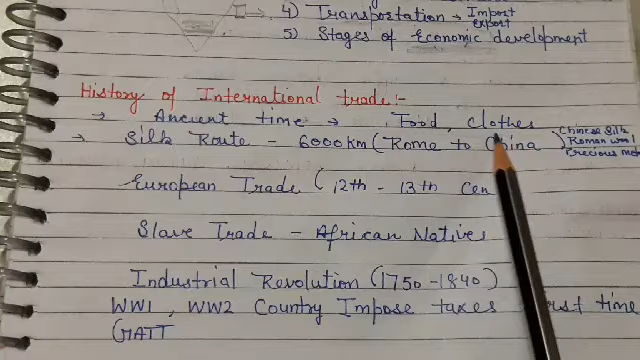 4) Transportation → Import
export
5) Stages of Economic development
History of International trade:-
→ Ancient time → Food, clothes
→ Silk Route - 6000km (Rome to China
Chinese Silk
Roman wool
Precious
European Trade (12th - 13th Cen
Slave Trade - African Natives
Industrial Revolution (1750 - 1840)
WW1, WW2 Country Impose taxes time
GATT